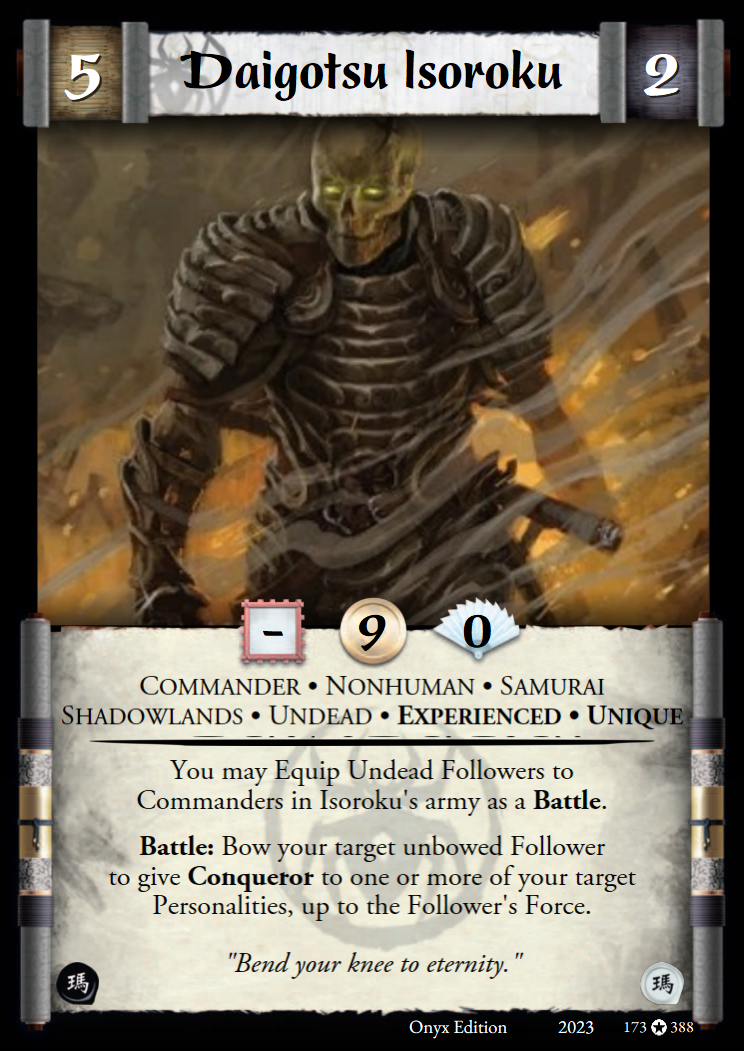 5 Daigotsu Isoroku 2
- 9 0
COMMANDER • NONHUMAN • SAMURAI
SHADOWLANDS • UNDEAD • EXPERIENCED • UNIQUE
You may Equip Undead Followers to
Commanders in Isoroku's army as a Battle.
Battle: Bow your target unbowed Follower
to give Conqueror to one or more of your target
Personalities, up to the Follower's Force.
"Bend your knee to eternity."
瑪 瑪
Onyx Edition 2023 173 ★ 388